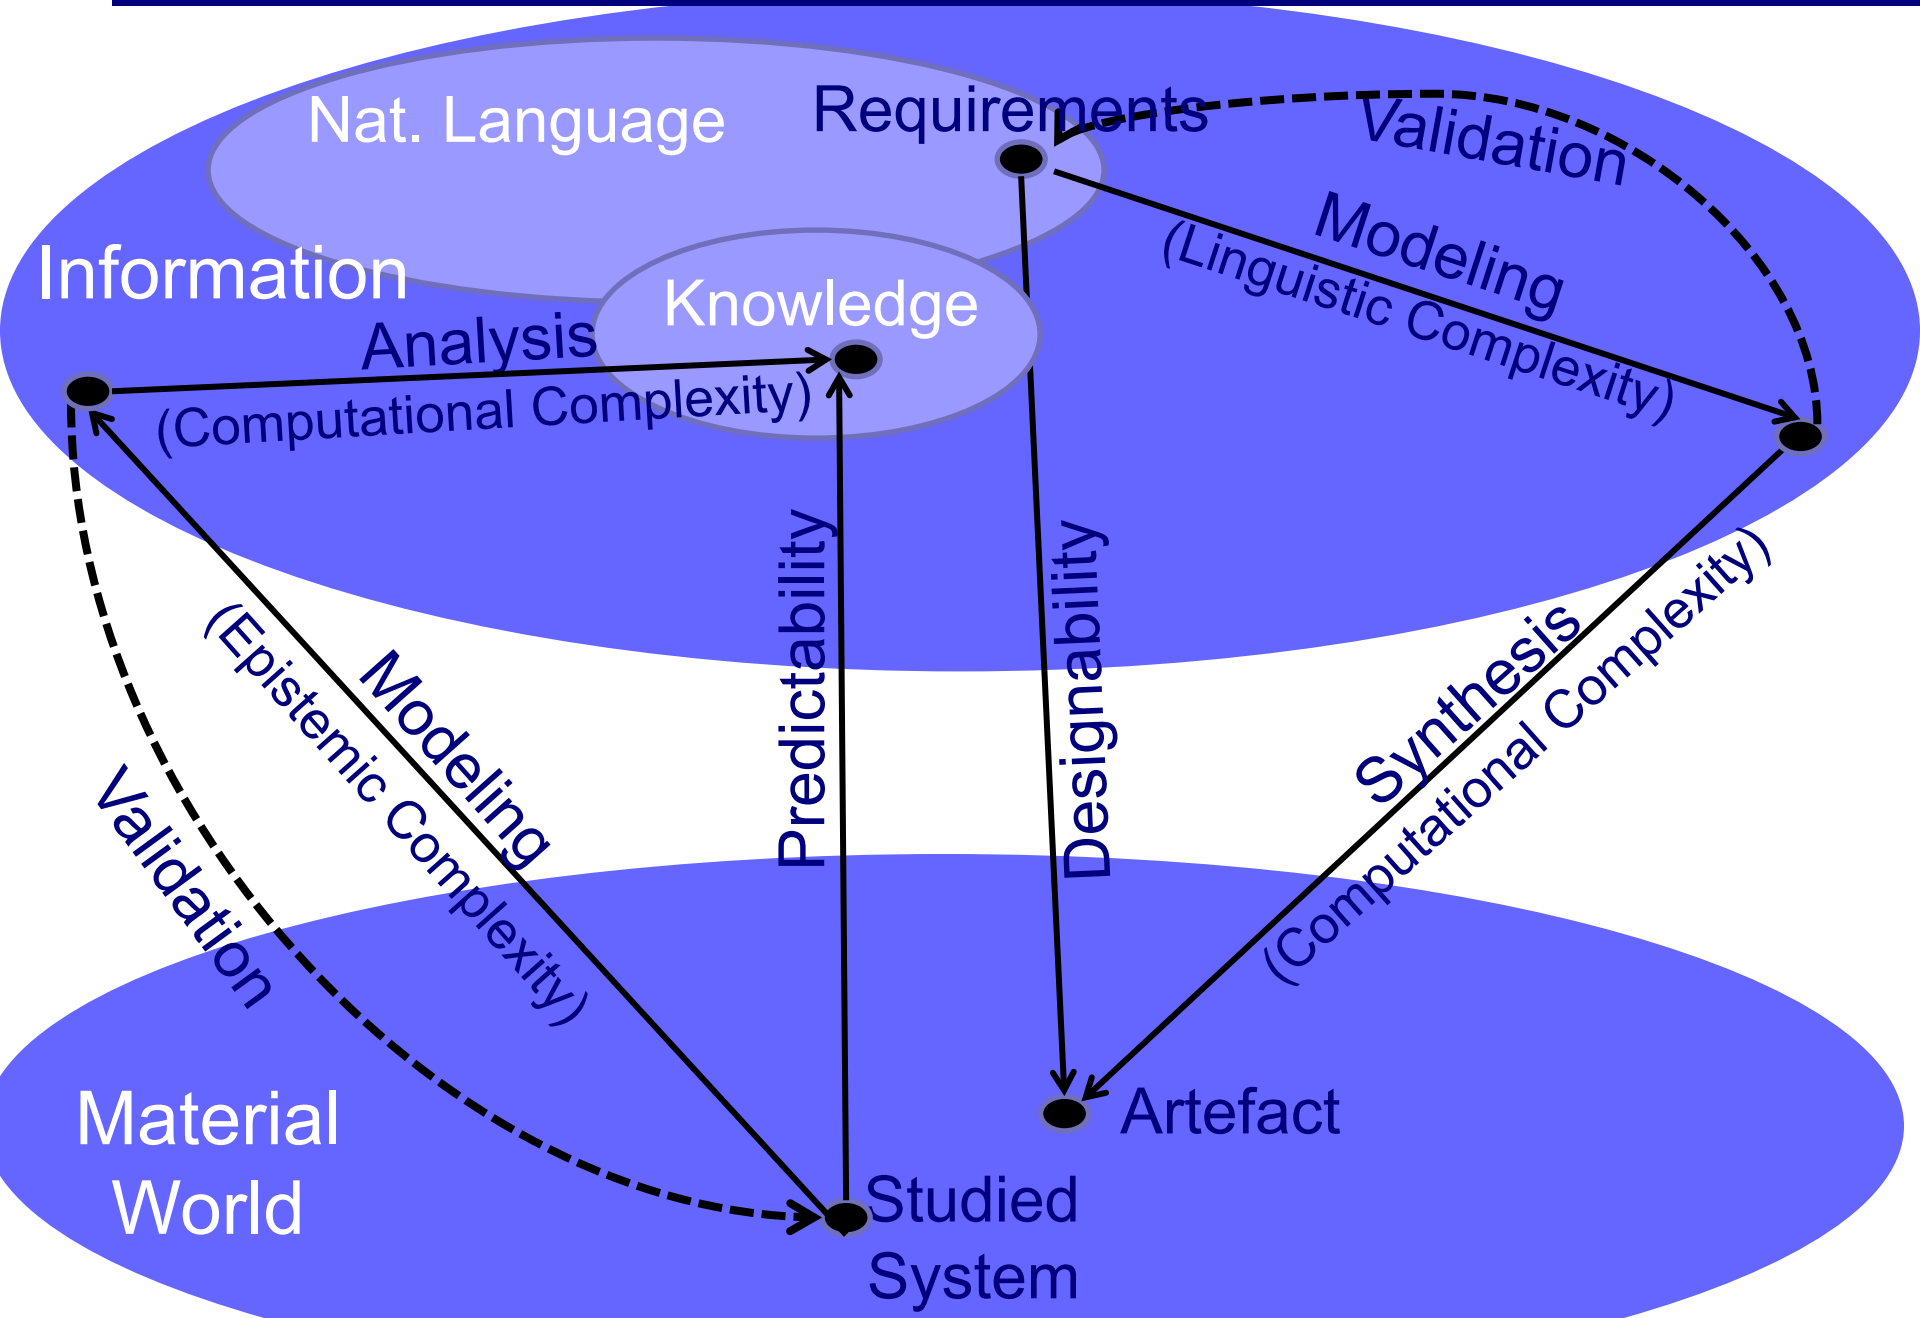 Nat. Language
Requirements
Validation
Modeling
(Linguistic Complexity)
Information
Knowledge
Analysis
(Computational Complexity)
Predictability
Designability
Modeling
(Epistemic Complexity)
Validation
Synthesis
(Computational Complexity)
Material
World
Artefact
Studied
System